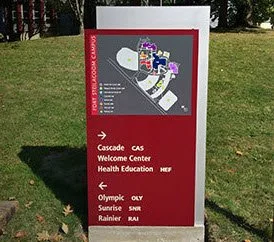 FORT STEILACOOM CAMPUS
→
Cascade CAS
Welcome Center
Health Education HEF
←
Olympic OLY
Sunrise SNR
Rainier RAI